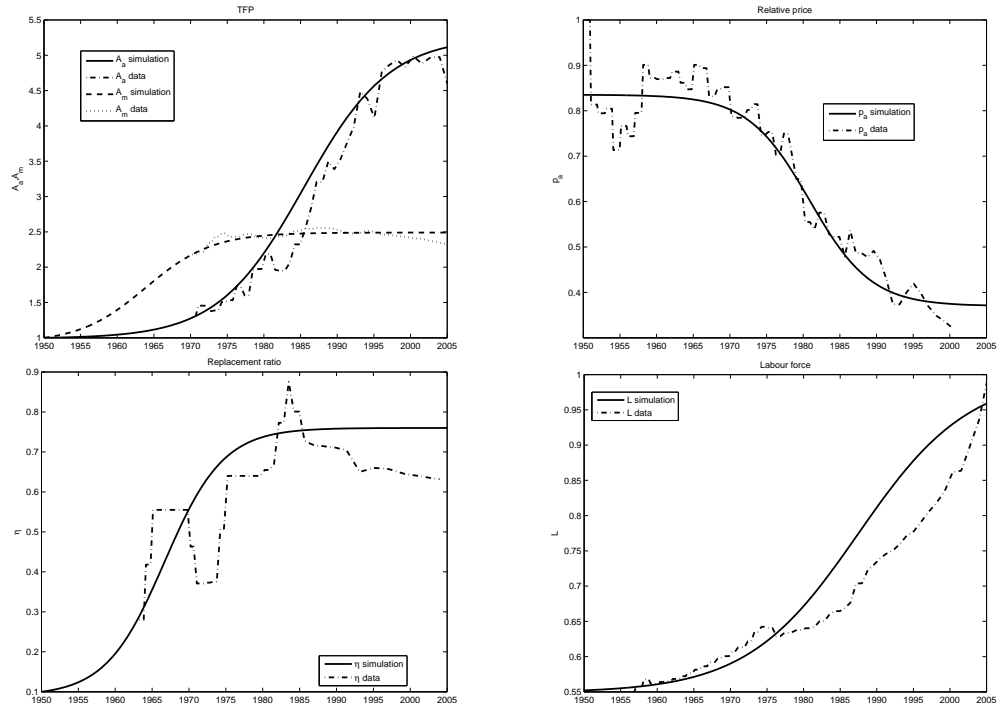 TFP
5.5
5
4.5
4
3.5
3
2.5
2
1.5
1
A_a,A_m
A_a simulation
A_a data
A_m simulation
A_m data
1950 1955 1960 1965 1970 1975 1980 1985 1990 1995 2000 2005
Relative price
1
0.9
0.8
0.7
0.6
0.5
0.4
p_a
p_a simulation
p_a data
1950 1955 1960 1965 1970 1975 1980 1985 1990 1995 2000 2005
Replacement ratio
0.9
0.8
0.7
0.6
0.5
0.4
0.3
0.2
0.1
η
η simulation
η data
1950 1955 1960 1965 1970 1975 1980 1985 1990 1995 2000 2005
Labour force
1
0.95
0.9
0.85
0.8
0.75
0.7
0.65
0.6
0.55
L
L simulation
L data
1950 1955 1960 1965 1970 1975 1980 1985 1990 1995 2000 2005